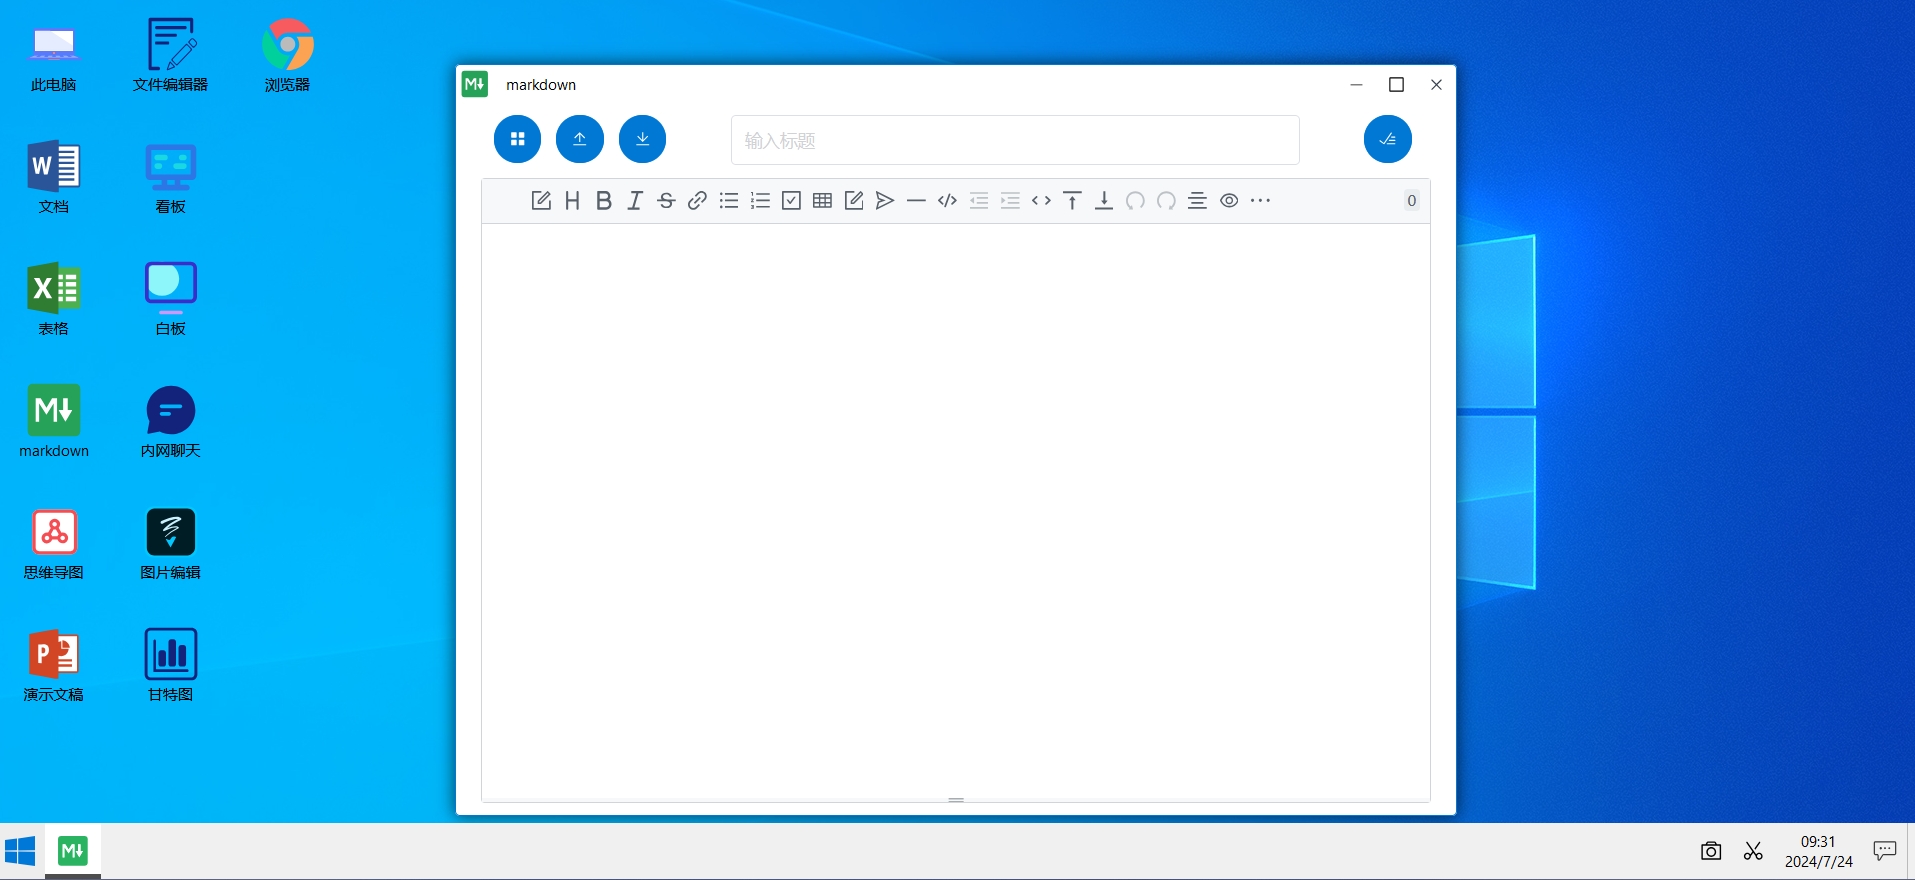 此电脑
文件编辑器
浏览器
文档
看板
表格
白板
markdown
内网聊天
思维导图
图片编辑
演示文稿
甘特图
markdown
输入标题
0
09:31
2024/7/24